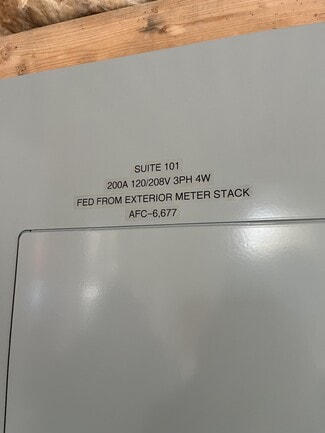 SUITE 101
200A 120/208V 3PH 4W
FED FROM EXTERIOR METER STACK
AFC-6,677